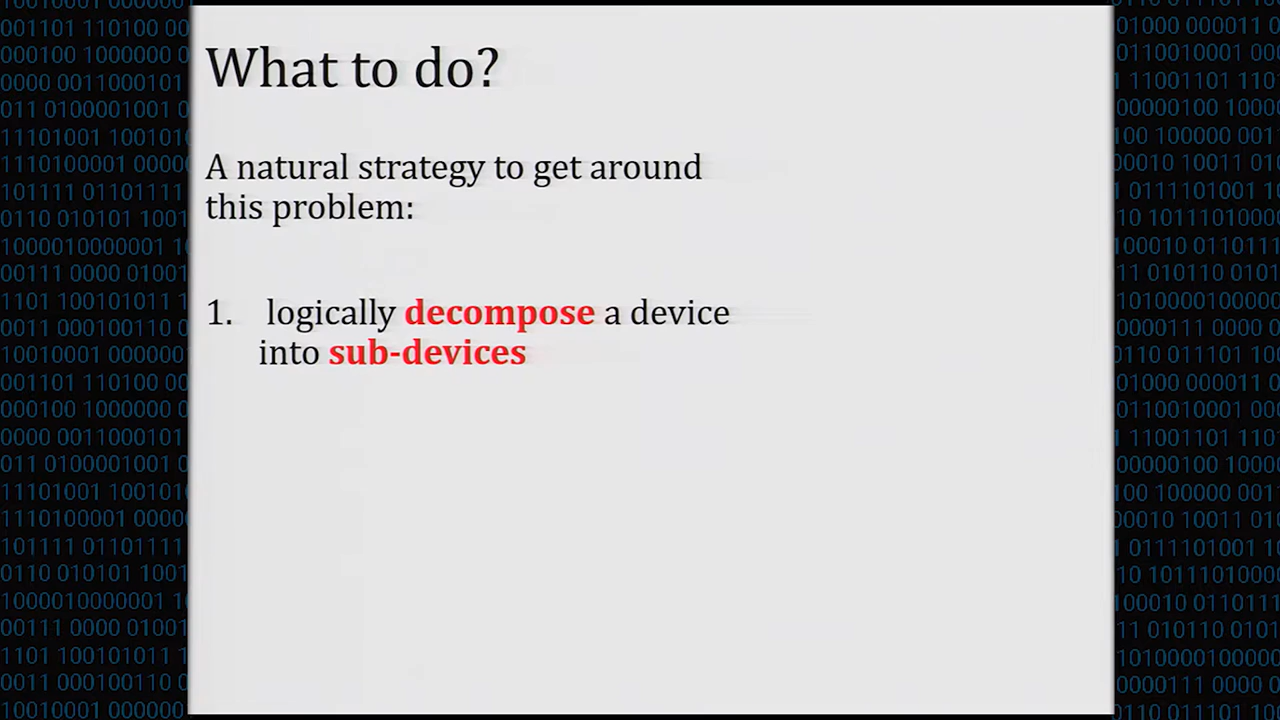 What to do?
A natural strategy to get around
this problem:
1. logically decompose a device
into sub-devices